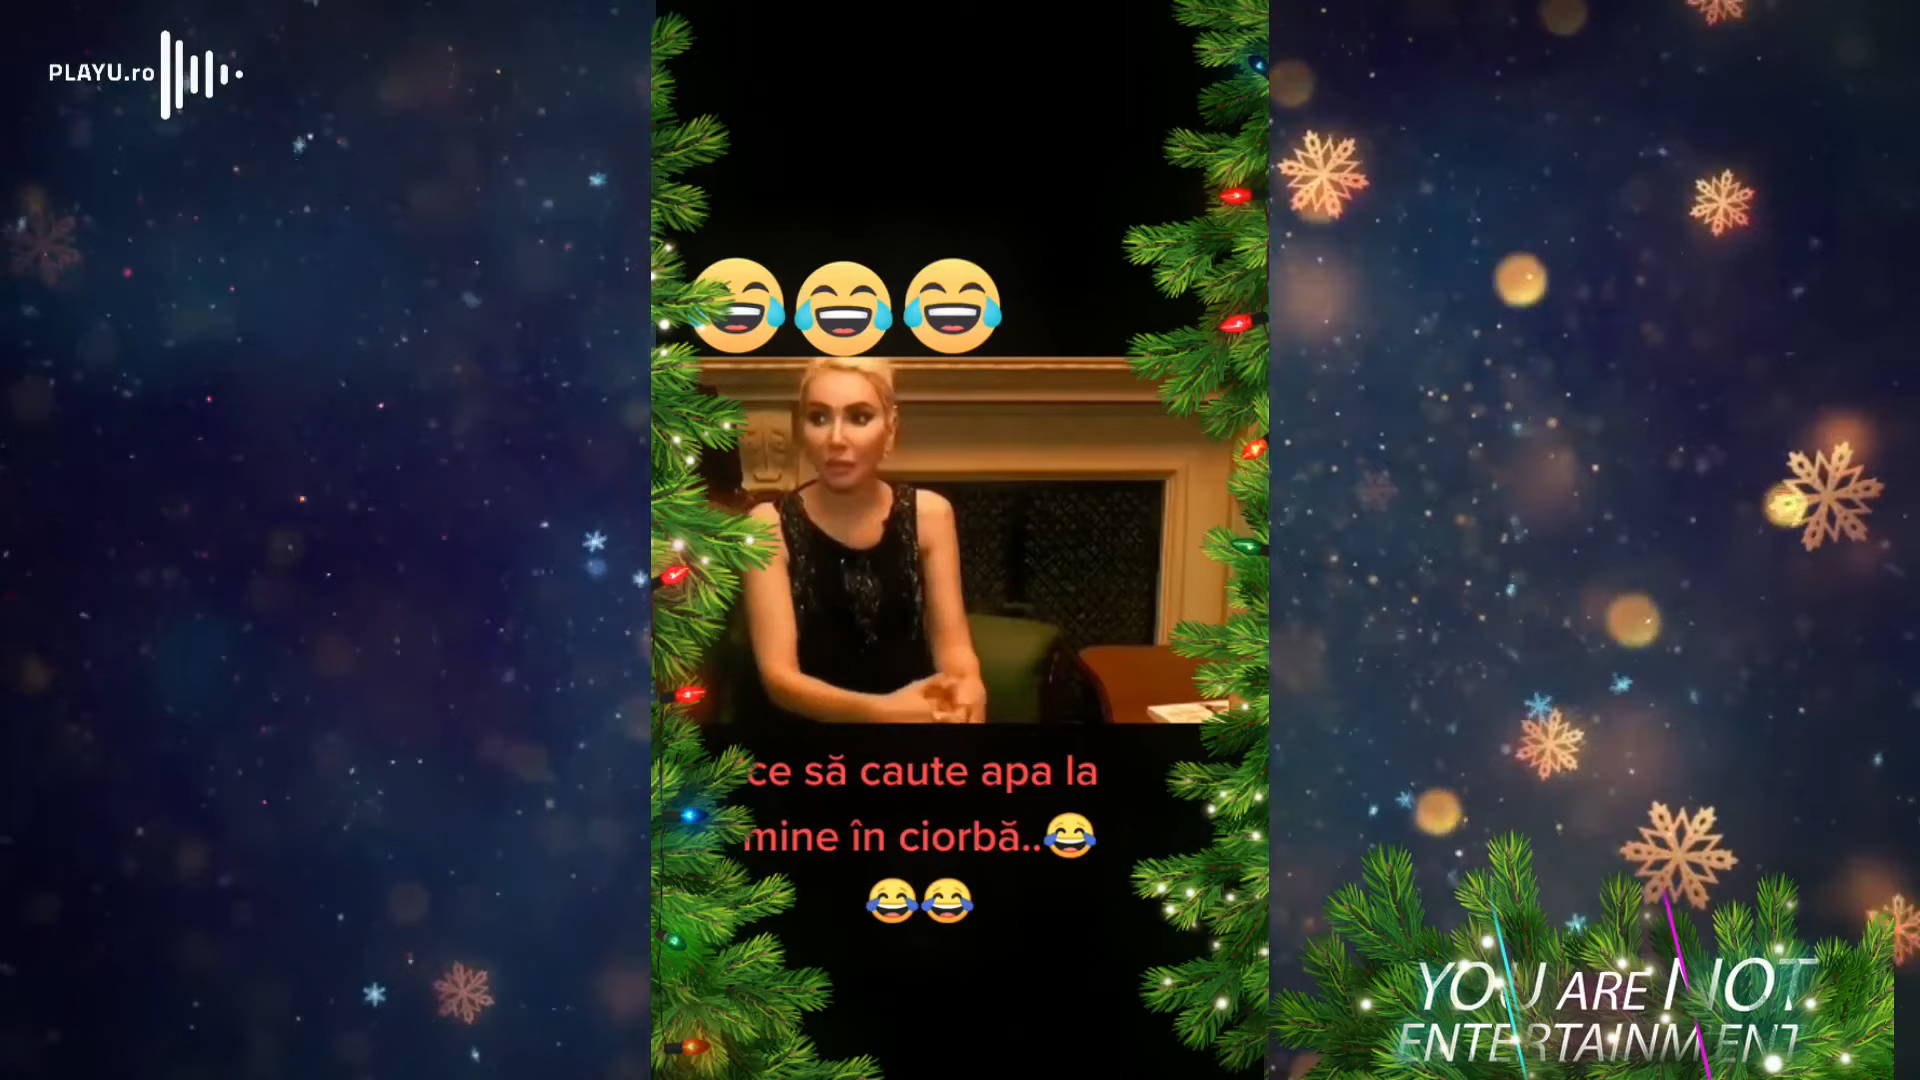 PLAYU.ro
ce să caute apa la
mine în ciorbă..😂
😂😂
YOU ARE NOT
ENTERTAINMENT